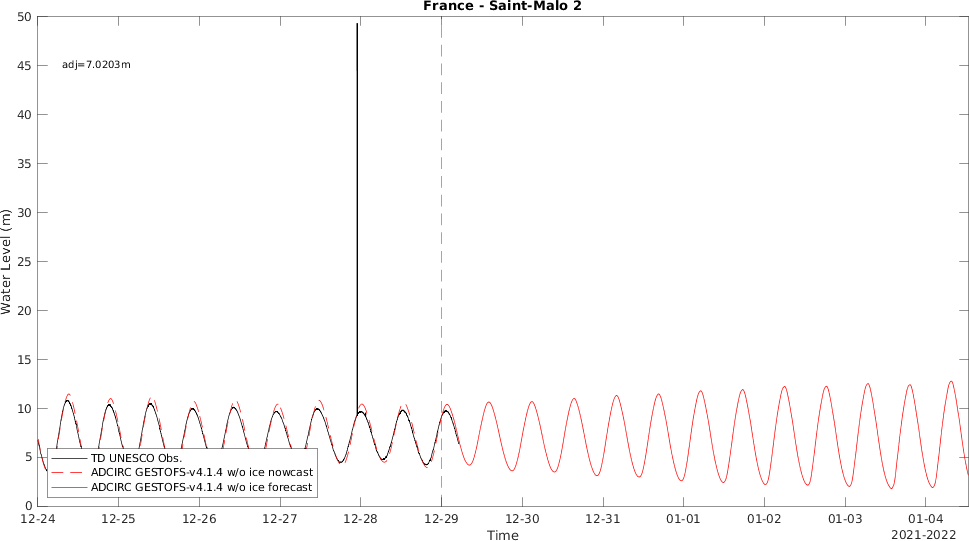 France - Saint-Malo 2
50
45
40
35
30
25
20
15
10
5
0
Water Level (m)
adj=7.0203m
TD UNESCO Obs.
ADCIRC GESTOFS-v4.1.4 w/o ice nowcast
ADCIRC GESTOFS-v4.1.4 w/o ice forecast
12-24 12-25 12-26 12-27 12-28 12-29 12-30 12-31 01-01 01-02 01-03 01-04
Time
2021-2022